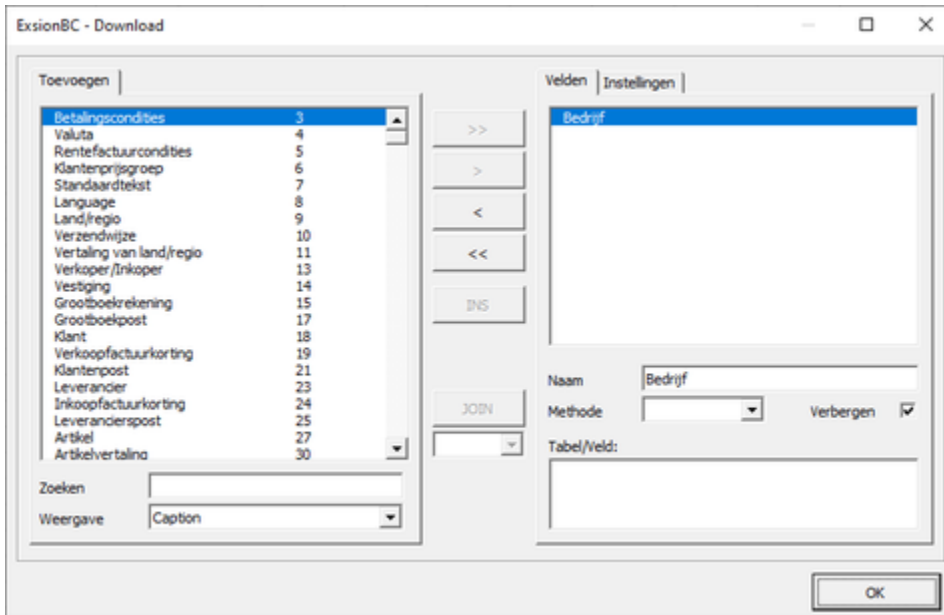 ExsionBC - Download
Toevoegen
Betalingscondities 3
Valuta 4
Rentefactuurcondities 5
Klantenprijsgroep 6
Standaardtekst 7
Language 8
Land/regio 9
Verzendwijze 10
Vertaling van land/regio 11
Verkoper/Inkoper 13
Vestiging 14
Grootboekrekening 15
Grootboekpost 17
Klant 18
Verkoopfactuurkorting 19
Klantenpost 21
Leverancier 23
Inkoopfactuurkorting 24
Leverancierspost 25
Artikel 27
Artikelvertaling 30
Zoeken
Weergave Caption
>>
>
<
<<
INS
JOIN
Velden Instellingen
Bedrijf
Naam Bedrijf
Methode Verbergen
Tabel/Veld:
OK